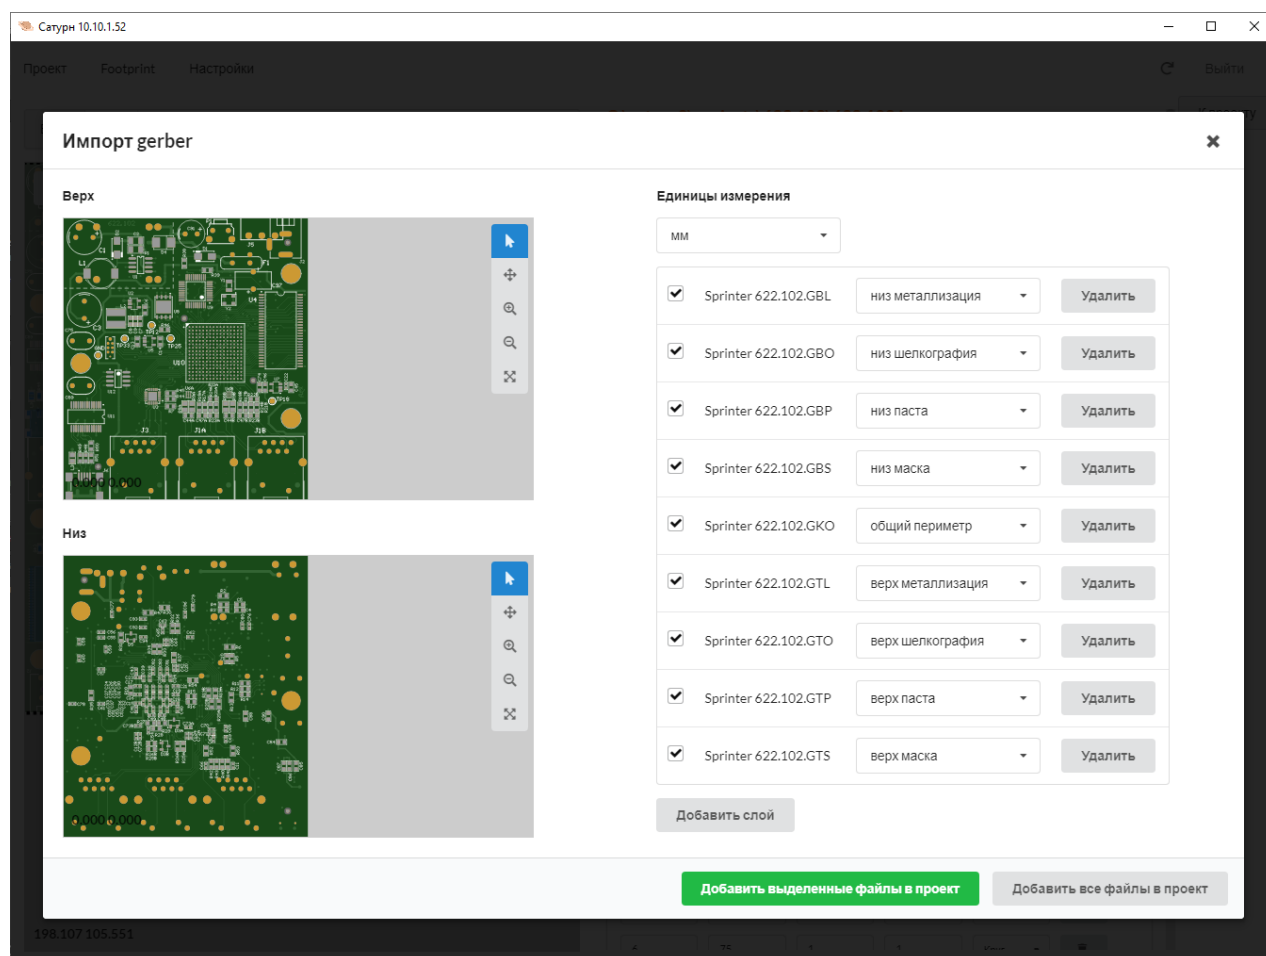 Сатурн 10.10.1.52
Проект Footprint Настройки Выйти
Импорт gerber
Верх
0.000 0.000
Низ
0.000 0.000
Единицы измерения
мм
Sprinter 622.102.GBL низ металлизация Удалить
Sprinter 622.102.GBO низ шелкография Удалить
Sprinter 622.102.GBP низ паста Удалить
Sprinter 622.102.GBS низ маска Удалить
Sprinter 622.102.GKO общий периметр Удалить
Sprinter 622.102.GTL верх металлизация Удалить
Sprinter 622.102.GTO верх шелкография Удалить
Sprinter 622.102.GTP верх паста Удалить
Sprinter 622.102.GTS верх маска Удалить
Добавить слой
Добавить выделенные файлы в проект Добавить все файлы в проект
198.107 105.551